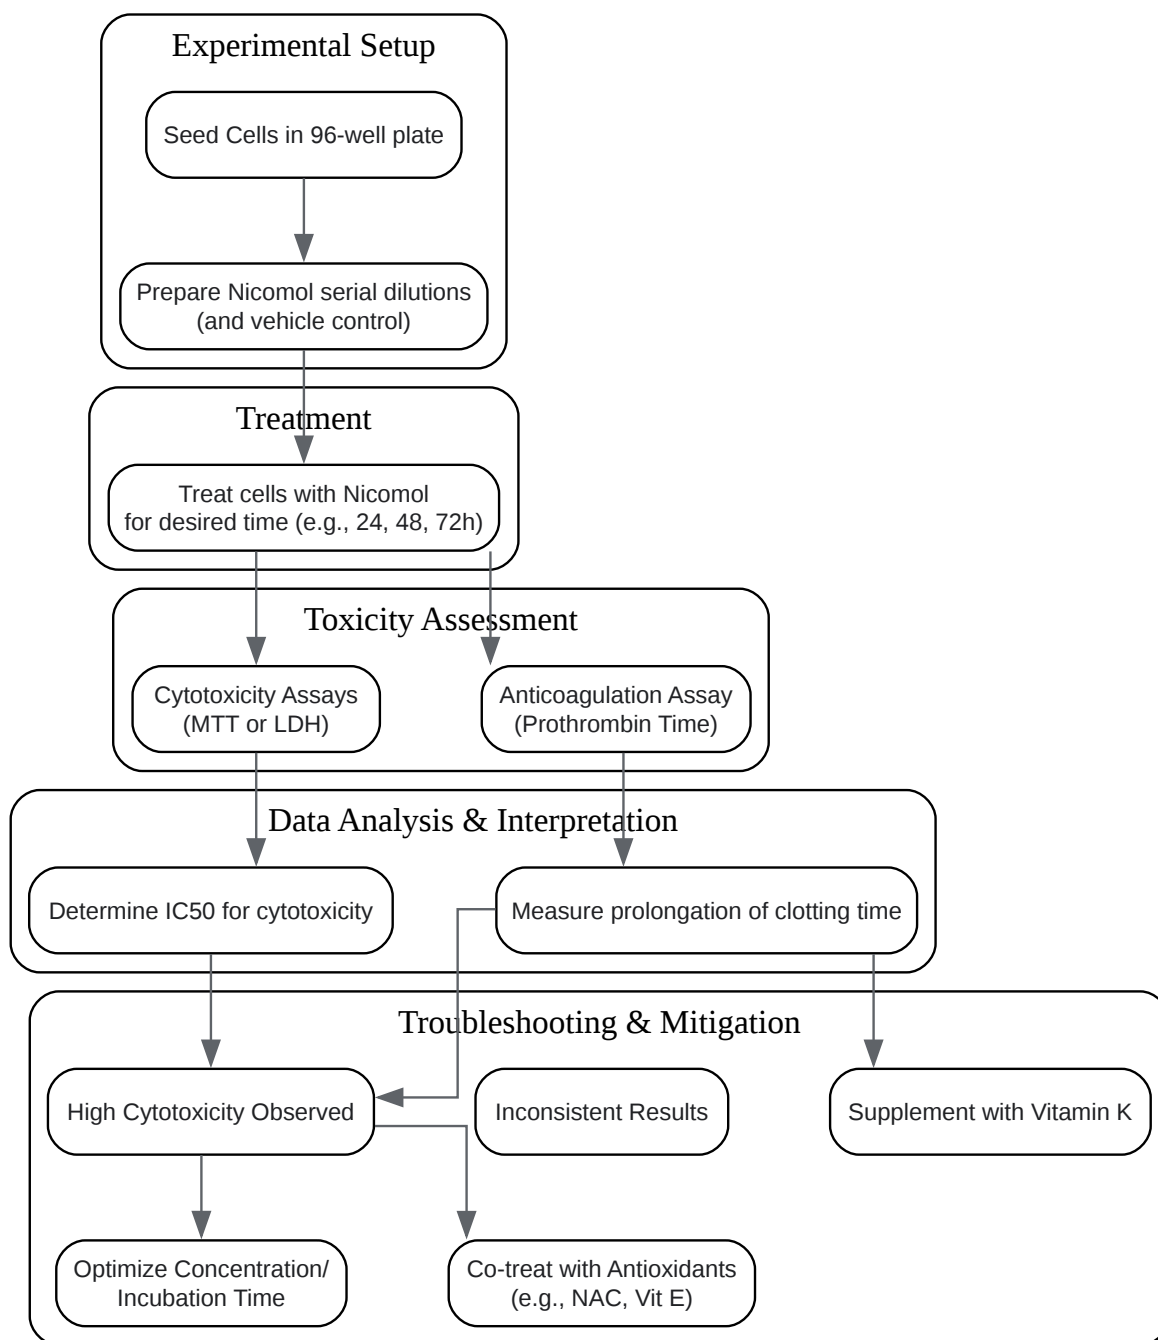 Experimental Setup
Seed Cells in 96-well plate
Prepare Nicomol serial dilutions
(and vehicle control)
Treatment
Treat cells with Nicomol
for desired time (e.g., 24, 48, 72h)
Toxicity Assessment
Cytotoxicity Assays
(MTT or LDH)
Anticoagulation Assay
(Prothrombin Time)
Data Analysis & Interpretation
Determine IC50 for cytotoxicity
Measure prolongation of clotting time
Troubleshooting & Mitigation
High Cytotoxicity Observed
Inconsistent Results
Supplement with Vitamin K
Optimize Concentration/
Incubation Time
Co-treat with Antioxidants
(e.g., NAC, Vit E)